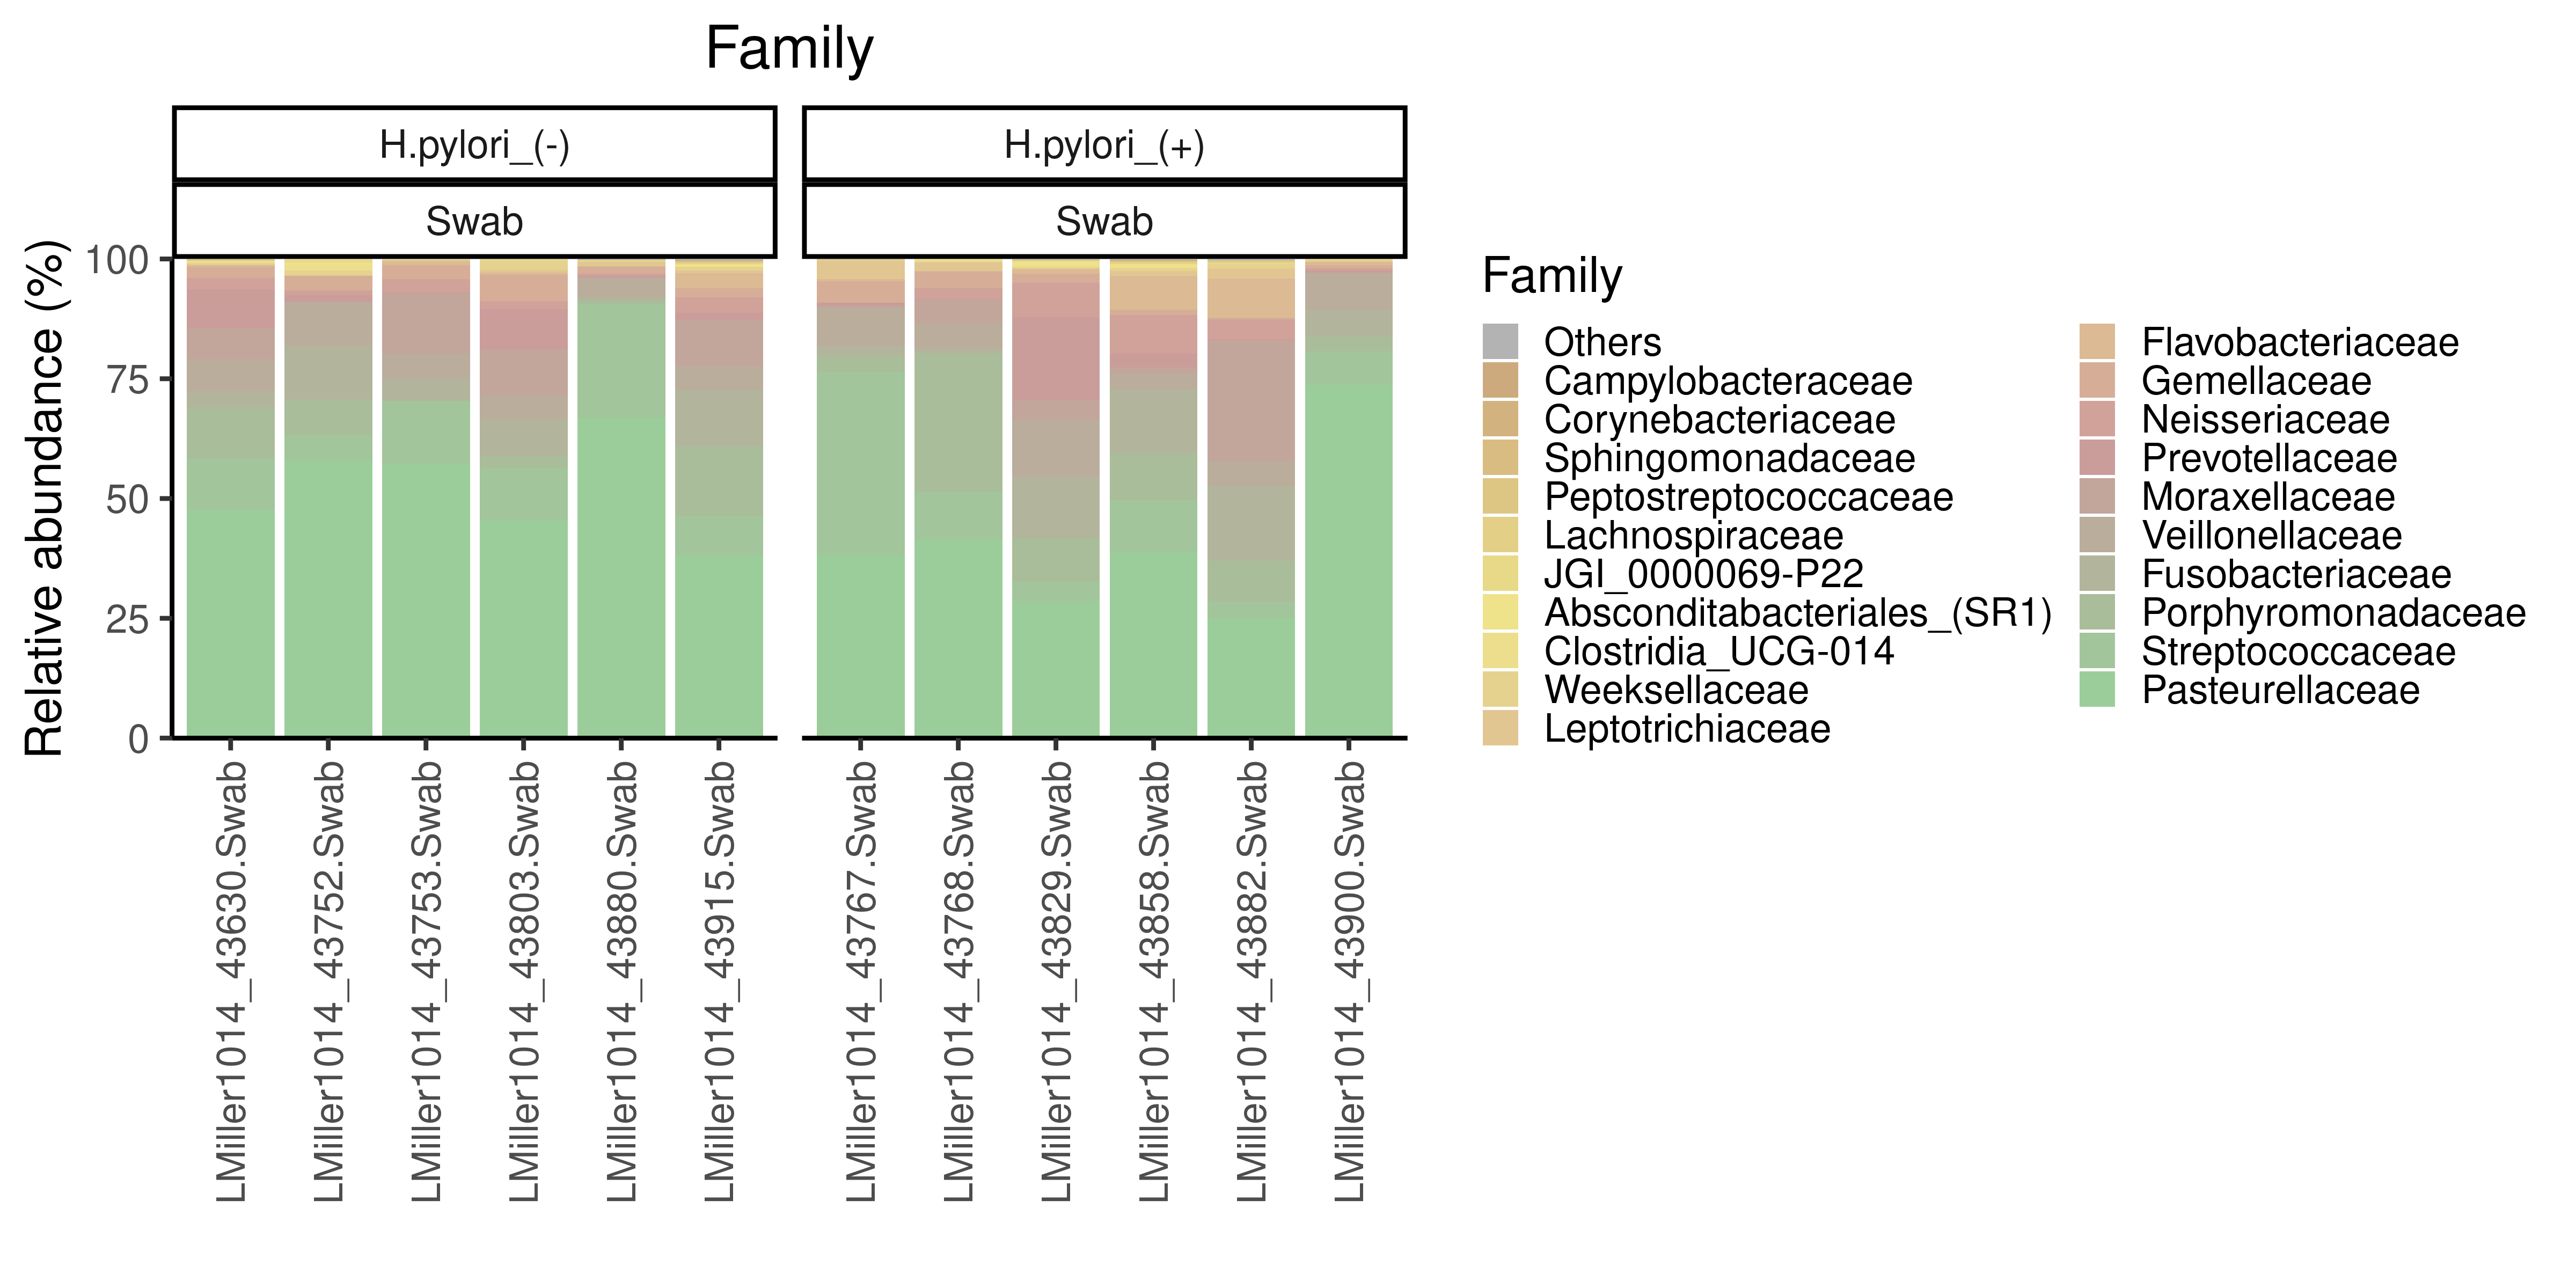 Family
H.pylori_(-)
H.pylori_(+)
Swab
Swab
Relative abundance (%)
100
75
50
25
0
LMiller1014_43630.Swab
LMiller1014_43752.Swab
LMiller1014_43753.Swab
LMiller1014_43803.Swab
LMiller1014_43880.Swab
LMiller1014_43915.Swab
LMiller1014_43767.Swab
LMiller1014_43768.Swab
LMiller1014_43829.Swab
LMiller1014_43858.Swab
LMiller1014_43882.Swab
LMiller1014_43900.Swab
Family
Others
Campylobacteraceae
Corynebacteriaceae
Sphingomonadaceae
Peptostreptococcaceae
Lachnospiraceae
JGI_0000069-P22
Absconditabacteriales_(SR1)
Clostridia_UCG-014
Weeksellaceae
Leptotrichiaceae
Flavobacteriaceae
Gemellaceae
Neisseriaceae
Prevotellaceae
Moraxellaceae
Veillonellaceae
Fusobacteriaceae
Porphyromonadaceae
Streptococcaceae
Pasteurellaceae